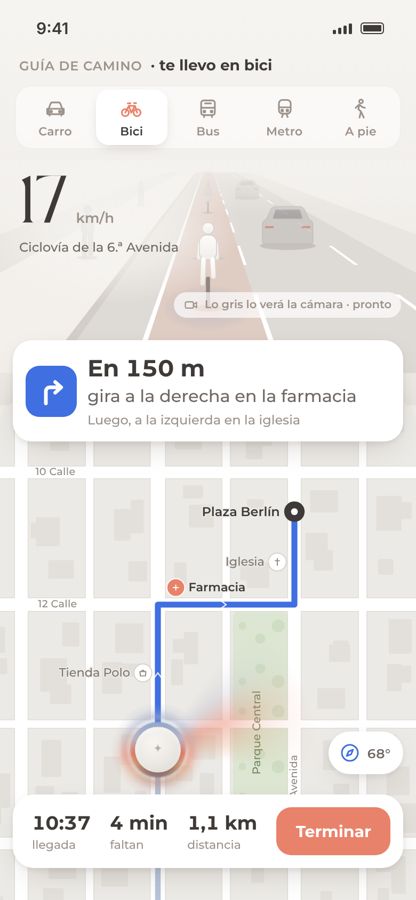 9:41
GUÍA DE CAMINO · te llevo en bici
Carro
Bici
Bus
Metro
A pie
17 km/h
Ciclovía de la 6.ª Avenida
Lo gris lo verá la cámara · pronto
En 150 m
gira a la derecha en la farmacia
Luego, a la izquierda en la iglesia
10 Calle
Plaza Berlín
Iglesia
Farmacia
12 Calle
Tienda Polo
Parque Central
Avenida
68°
10:37
llegada
4 min
faltan
1,1 km
distancia
Terminar